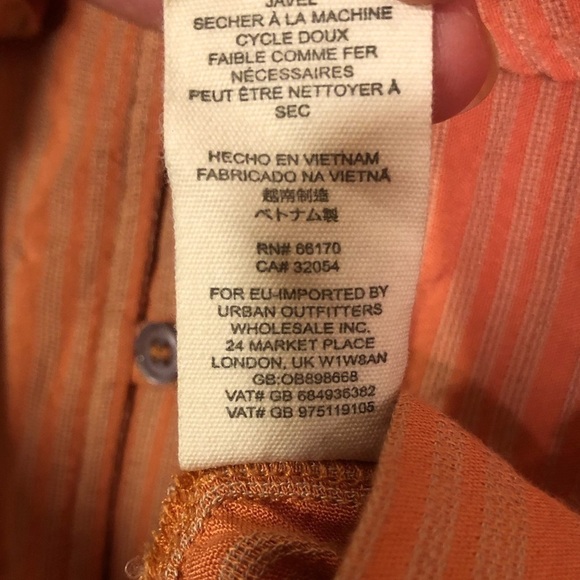 JAVEL
SÉCHER À LA MACHINE
CYCLE DOUX
FAIBLE COMME FER
NÉCESSAIRES
PEUT ÊTRE NETTOYER À
SEC
HECHO EN VIETNAM
FABRICADO NA VIETNÃ
越南制造
ベトナム製
RN# 66170
CA# 32054
FOR EU-IMPORTED BY
URBAN OUTFITTERS
WHOLESALE INC.
24 MARKET PLACE
LONDON, UK W1W8AN
GB:OB898668
VAT# GB 684936382
VAT# GB 975119105